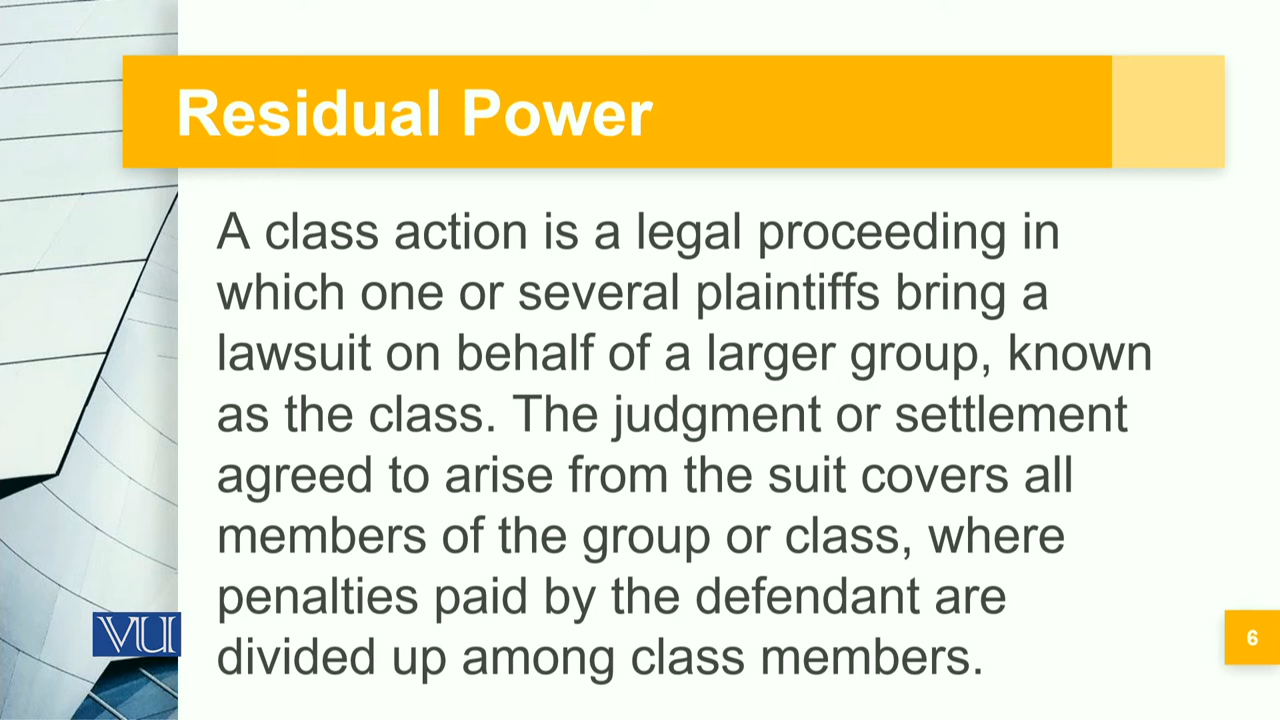 Residual Power
A class action is a legal proceeding in
which one or several plaintiffs bring a
lawsuit on behalf of a larger group, known
as the class. The judgment or settlement
agreed to arise from the suit covers all
members of the group or class, where
penalties paid by the defendant are
divided up among class members.
VU
6